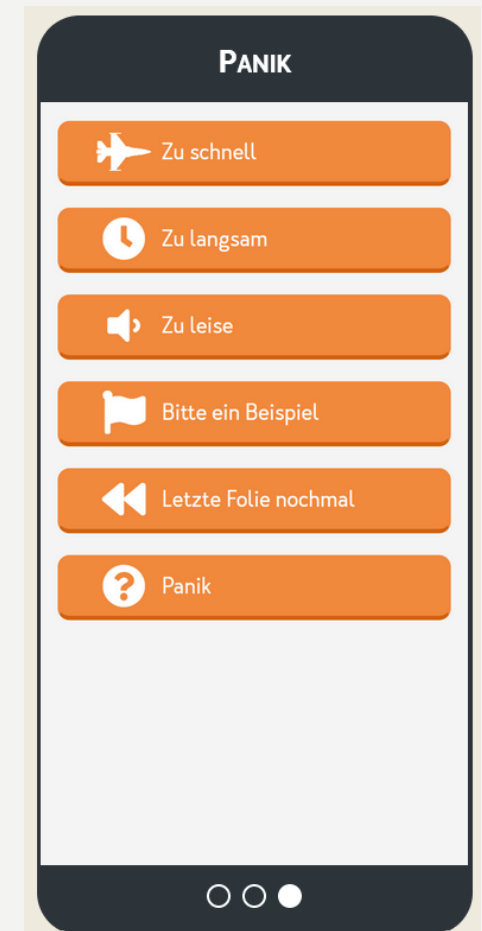 Panik
Zu schnell
Zu langsam
Zu leise
Bitte ein Beispiel
Letzte Folie nochmal
Panik